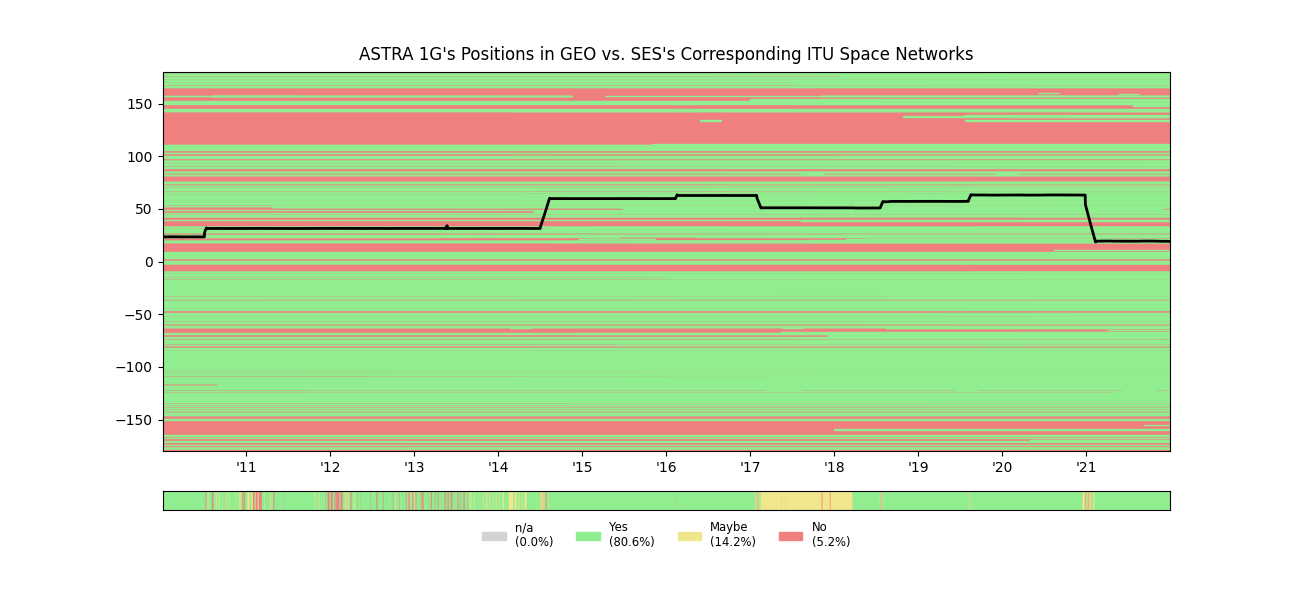 ASTRA 1G's Positions in GEO vs. SES's Corresponding ITU Space Networks
150
100
50
0
−50
−100
−150
'11 '12 '13 '14 '15 '16 '17 '18 '19 '20 '21
n/a Yes Maybe No
(0.0%) (80.6%) (14.2%) (5.2%)